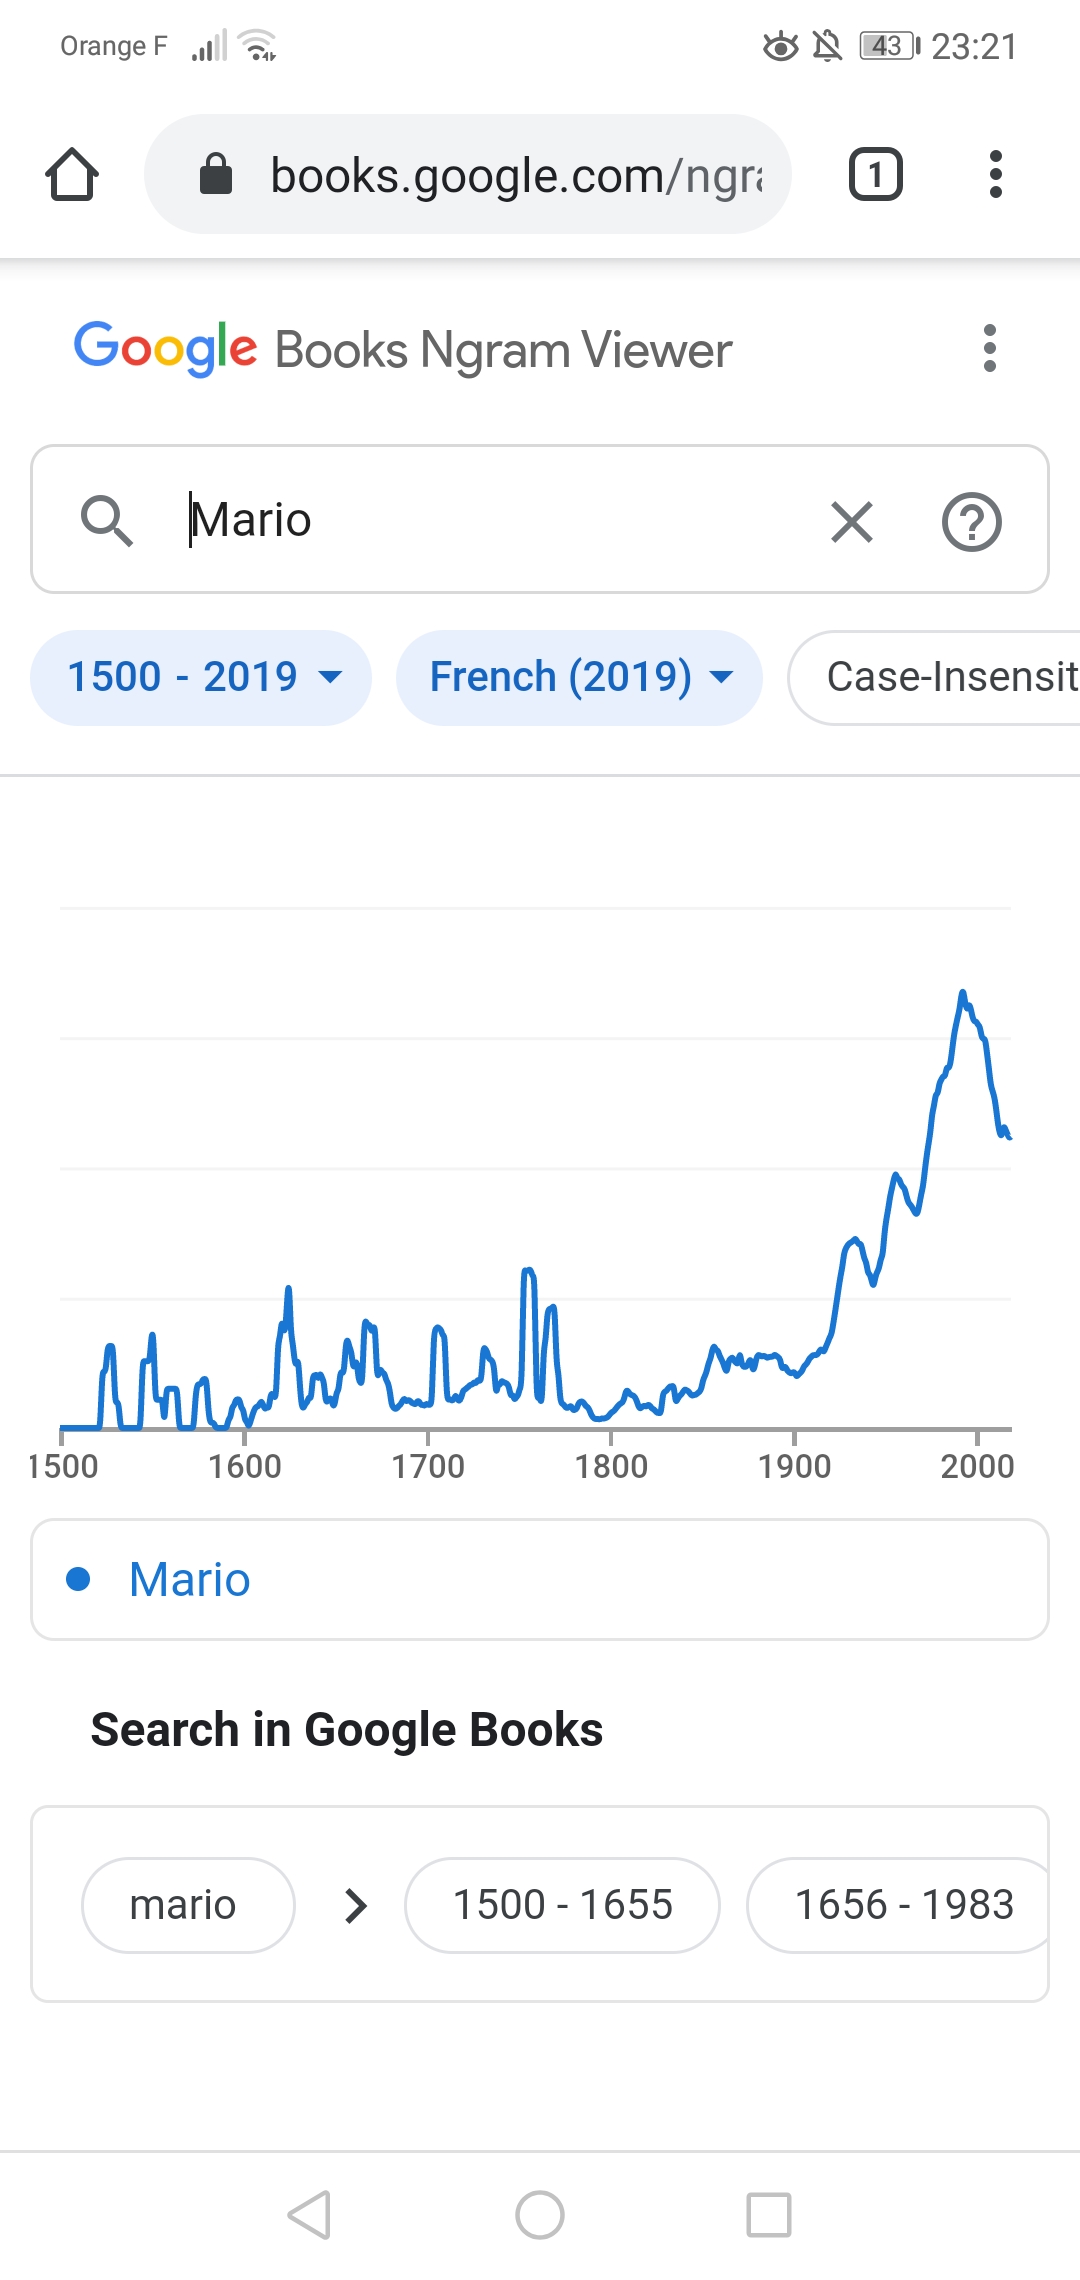 Orange F 43 23:21
books.google.com/ngra 1
Google Books Ngram Viewer
Mario
1500 - 2019 French (2019) Case-Insensit
1500 1600 1700 1800 1900 2000
Mario
Search in Google Books
mario 1500 - 1655 1656 - 1983